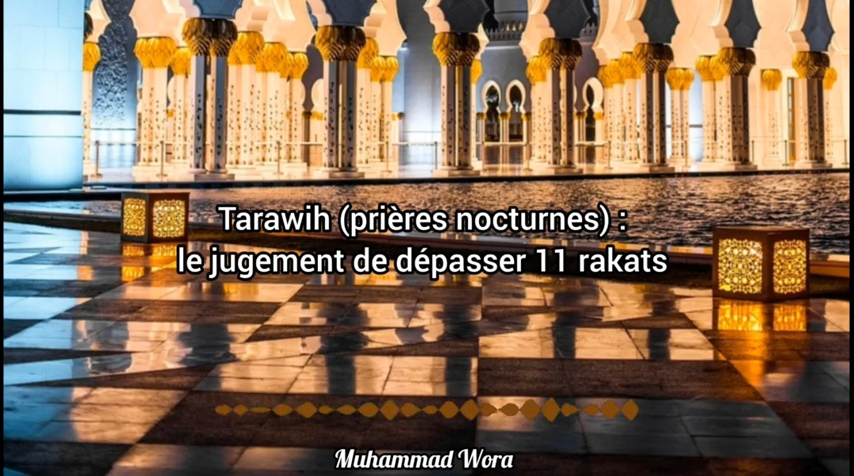 Tarawih (prières nocturnes) :
le jugement de dépasser 11 rakats
Muhammad Wora